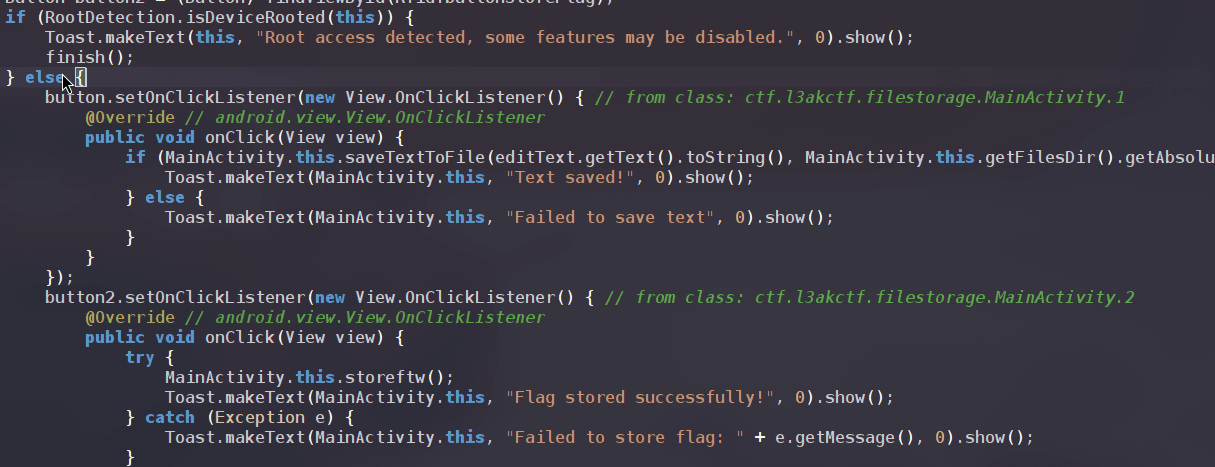 Button button2 = (Button) findViewById(R.id.buttonStoreFlag);
if (RootDetection.isDeviceRooted(this)) {
Toast.makeText(this, "Root access detected, some features may be disabled.", 0).show();
finish();
} else {
button.setOnClickListener(new View.OnClickListener() { // from class: ctf.l3akctf.filestorage.MainActivity.1
@Override // android.view.View.OnClickListener
public void onClick(View view) {
if (MainActivity.this.saveTextToFile(editText.getText().toString(), MainActivity.this.getFilesDir().getAbsolu
Toast.makeText(MainActivity.this, "Text saved!", 0).show();
} else {
Toast.makeText(MainActivity.this, "Failed to save text", 0).show();
}
}
});
button2.setOnClickListener(new View.OnClickListener() { // from class: ctf.l3akctf.filestorage.MainActivity.2
@Override // android.view.View.OnClickListener
public void onClick(View view) {
try {
MainActivity.this.storeftw();
Toast.makeText(MainActivity.this, "Flag stored successfully!", 0).show();
} catch (Exception e) {
Toast.makeText(MainActivity.this, "Failed to store flag: " + e.getMessage(), 0).show();
}